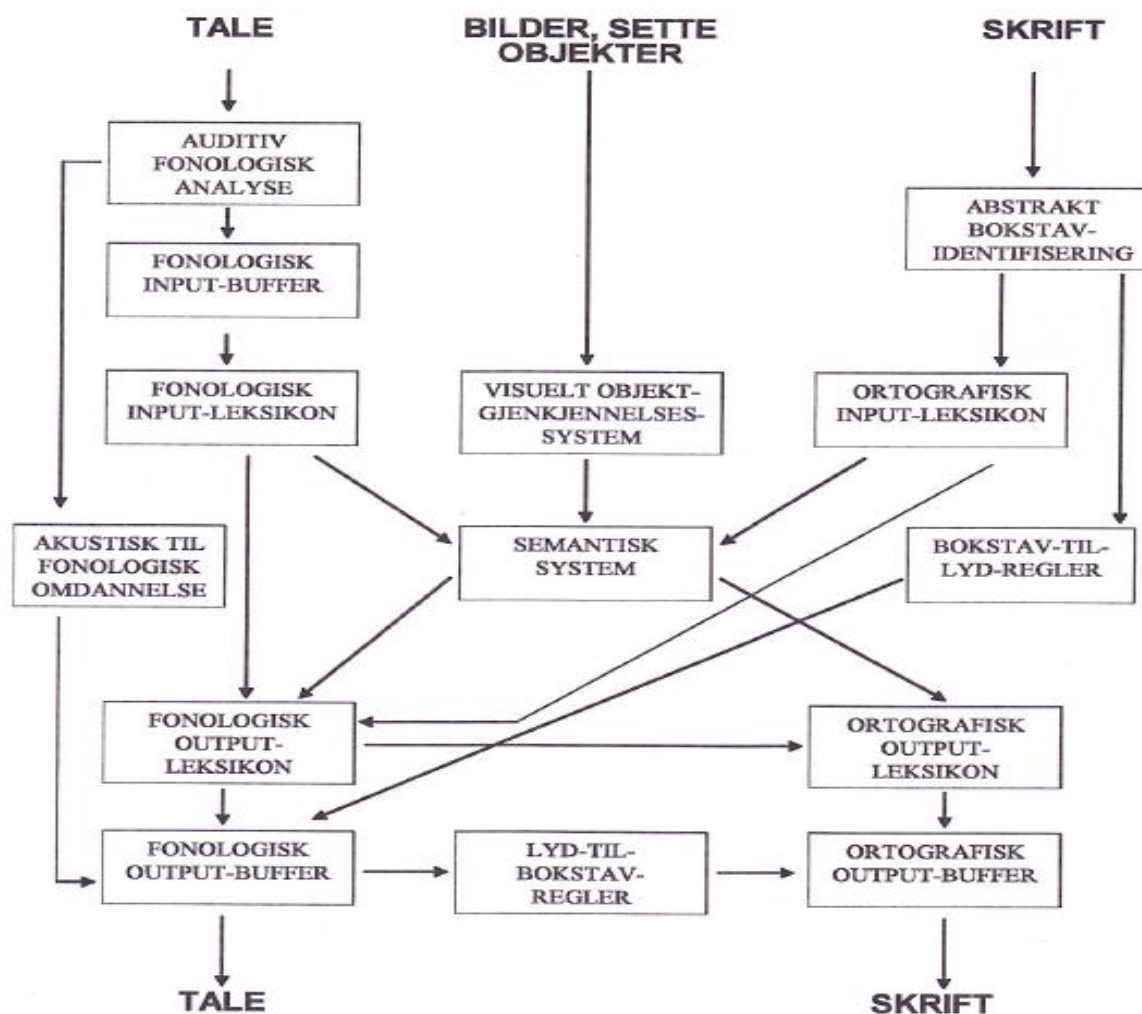 TALE
BILDER, SETTE
OBJEKTER
SKRIFT
AUDITIV
FONOLOGISK
ANALYSE
ABSTRAKT
BOKSTAV-
IDENTIFISERING
FONOLOGISK
INPUT-BUFFER
FONOLOGISK
INPUT-LEKSIKON
VISUELT OBJEKT-
GJENKJENNELSES-
SYSTEM
ORTOGRAFISK
INPUT-LEKSIKON
AKUSTISK TIL
FONOLOGISK
OMDANNELSE
SEMANTISK
SYSTEM
BOKSTAV-TIL-
LYD-REGLER
FONOLOGISK
OUTPUT-
LEKSIKON
ORTOGRAFISK
OUTPUT-
LEKSIKON
FONOLOGISK
OUTPUT-BUFFER
LYD-TIL-
BOKSTAV-
REGLER
ORTOGRAFISK
OUTPUT-BUFFER
TALE
SKRIFT